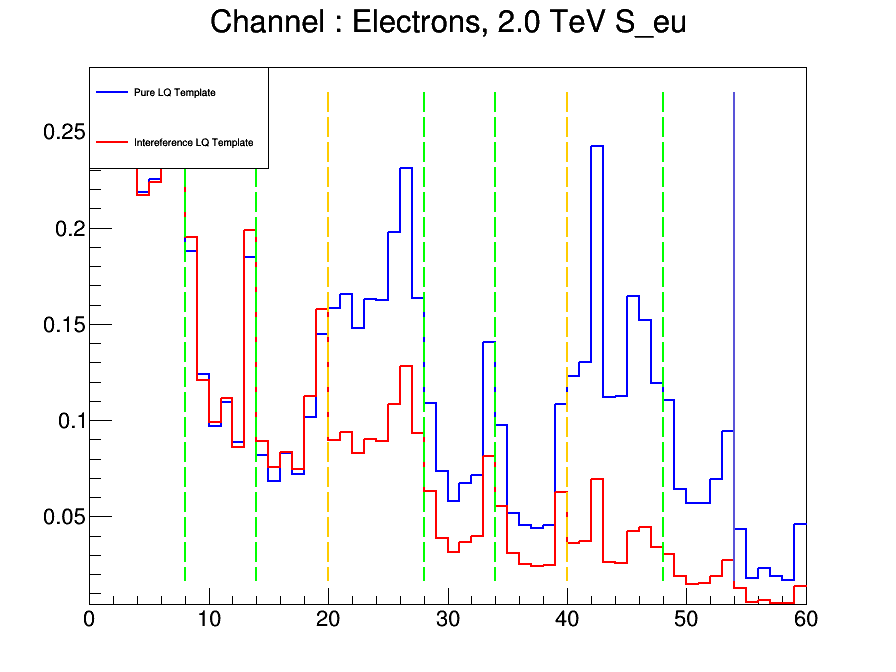 Channel : Electrons, 2.0 TeV S_eu
Pure LQ Template
Intereference LQ Template
0.25
0.2
0.15
0.1
0.05
0 10 20 30 40 50 60